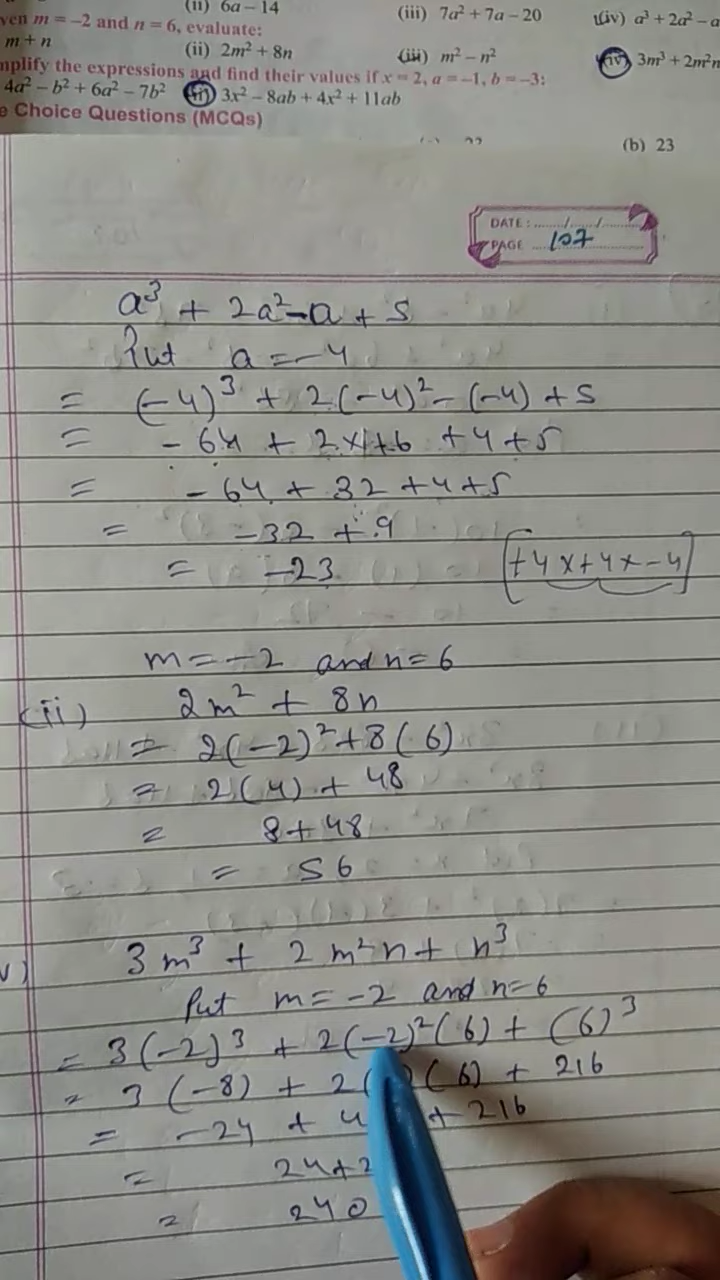 (ii) 6a – 14 (iii) 7a² + 7a – 20 (iv) a³ + 2a² – a
ven m = –2 and n = 6, evaluate:
m + n (ii) 2m² + 8n (iii) m² – n² (iv) 3m³ + 2m²n
mplify the expressions and find their values if x = 2, a = –1, b = –3:
4a² – b² + 6a² – 7b² (ii) 3x² – 8ab + 4x² + 11ab
e Choice Questions (MCQs)
(b) 23
DATE : ....../....../......
PAGE .... 107
a³ + 2a² – a + 5
Put a = –4
= (–4)³ + 2(–4)² – (–4) + 5
= – 64 + 2×16 + 4 + 5
= – 64 + 32 + 4 + 5
= –32 + 9
= –23 [+4 × +4 × –4]
m = –2 and n = 6
(ii) 2m² + 8n
= 2(–2)² + 8(6)
= 2(4) + 48
= 8 + 48
= 56
v) 3m³ + 2m²n + n³
Put m = –2 and n = 6
= 3(–2)³ + 2(–2)²(6) + (6)³
= 3(–8) + 2( )(6) + 216
= –24 + 4 + 216
= 24 + 2
= 240